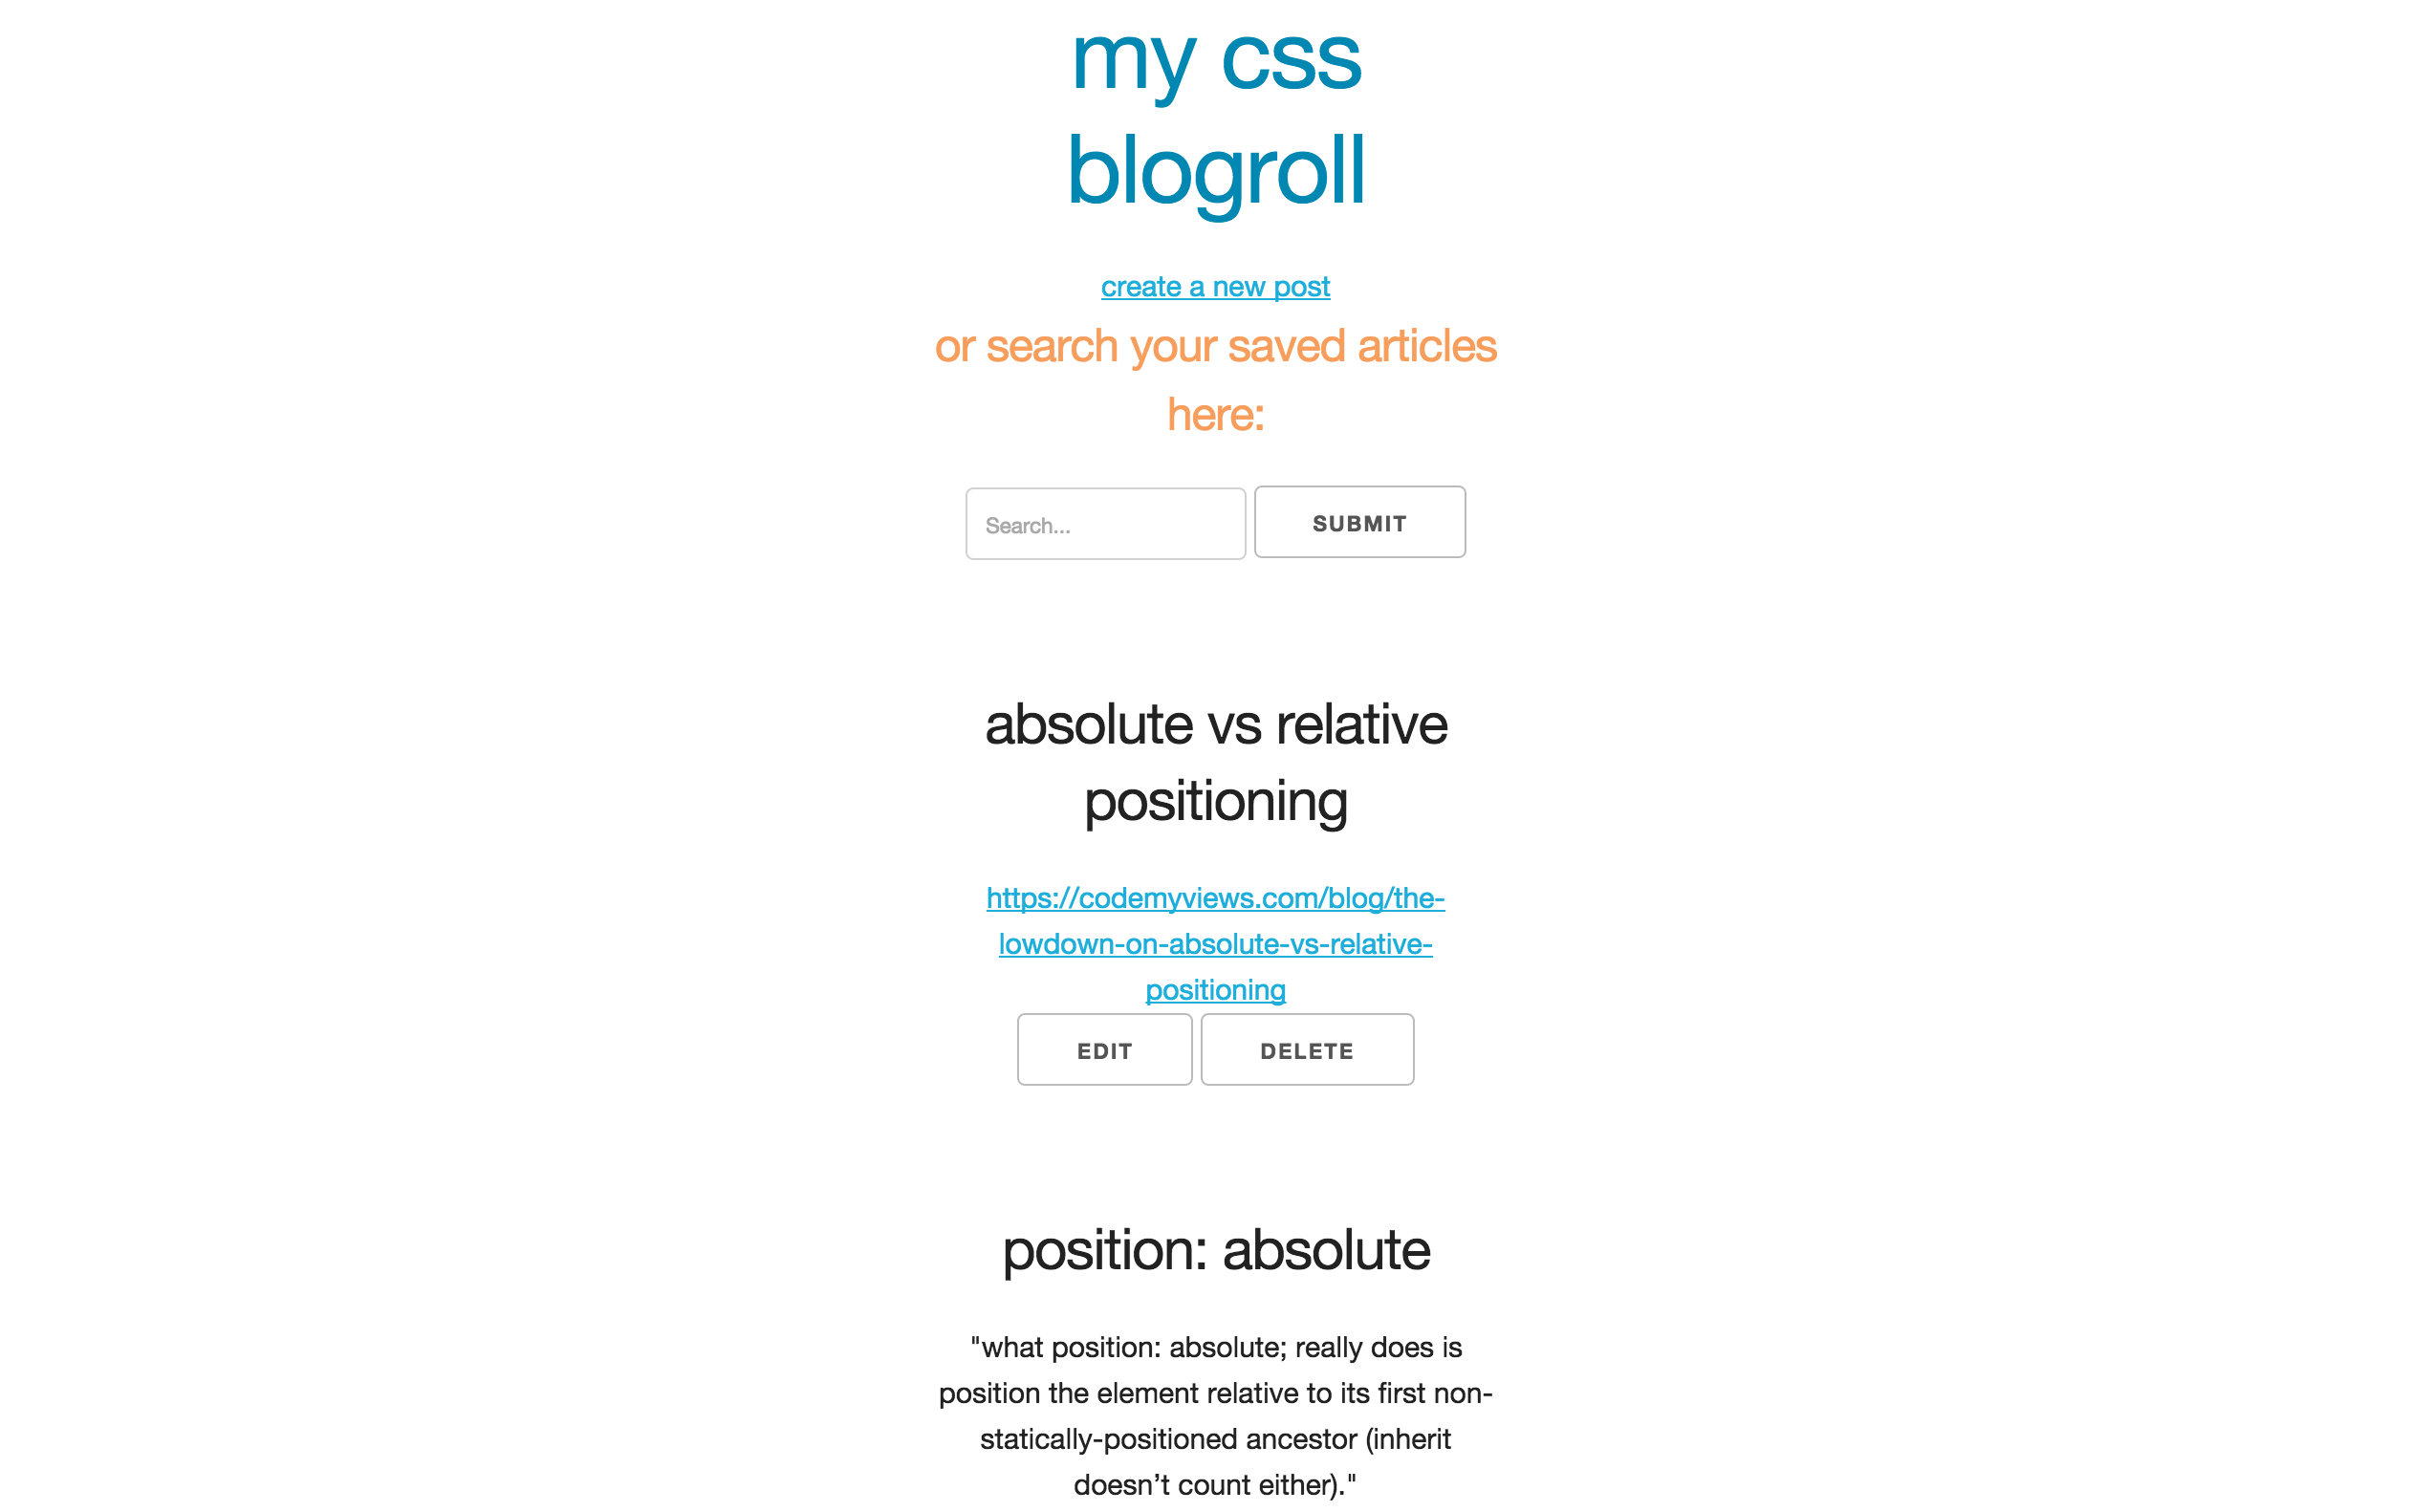 my css
blogroll
create a new post
or search your saved articles
here:
Search...
SUBMIT
absolute vs relative
positioning
https://codemyviews.com/blog/the-
lowdown-on-absolute-vs-relative-
positioning
EDIT
DELETE
position: absolute
"what position: absolute; really does is
position the element relative to its first non-
statically-positioned ancestor (inherit
doesn’t count either)."